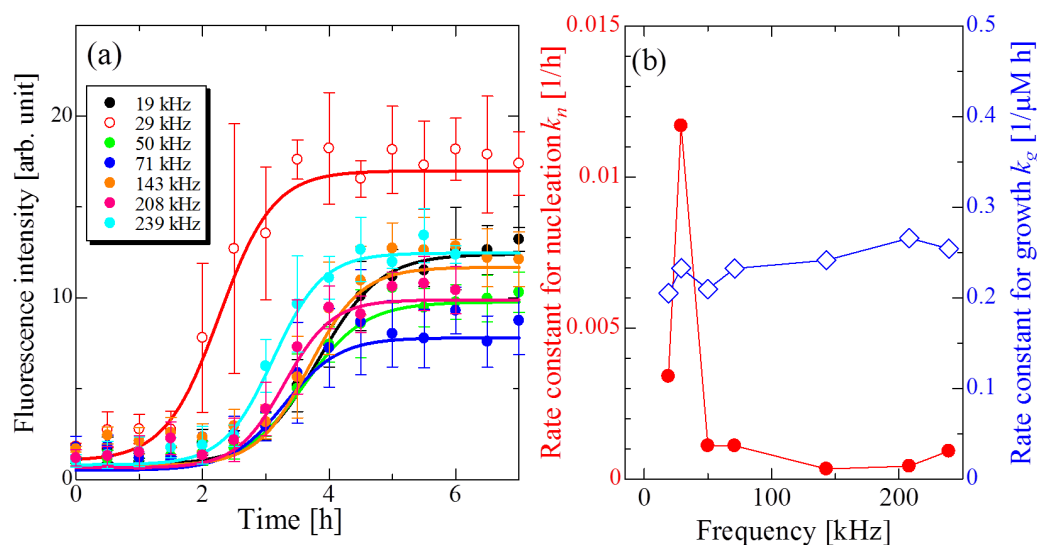 (a)
Fluorescence intensity [arb. unit]
20
10
0
19 kHz
29 kHz
50 kHz
71 kHz
143 kHz
208 kHz
239 kHz
0 2 4 6
Time [h]
(b)
Rate constant for nucleation kn [1/h]
0.015
0.01
0.005
0
Rate constant for growth kg [1/μM h]
0.5
0.4
0.3
0.2
0.1
0
0 100 200
Frequency [kHz]